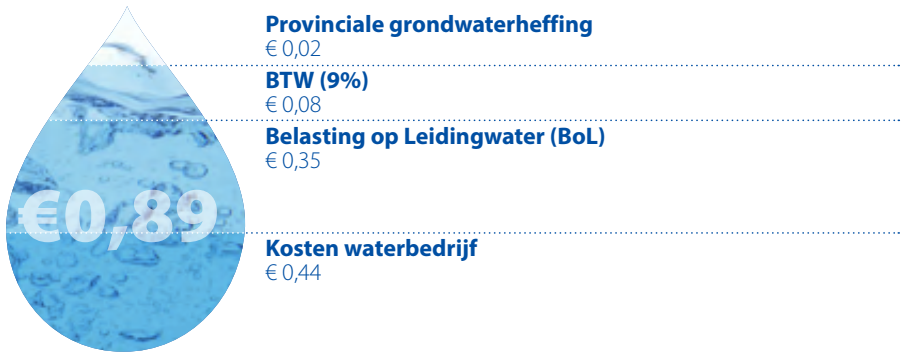 Provinciale grondwaterheffing
€ 0,02
BTW (9%)
€ 0,08
Belasting op Leidingwater (BoL)
€ 0,35
€0,89
Kosten waterbedrijf
€ 0,44